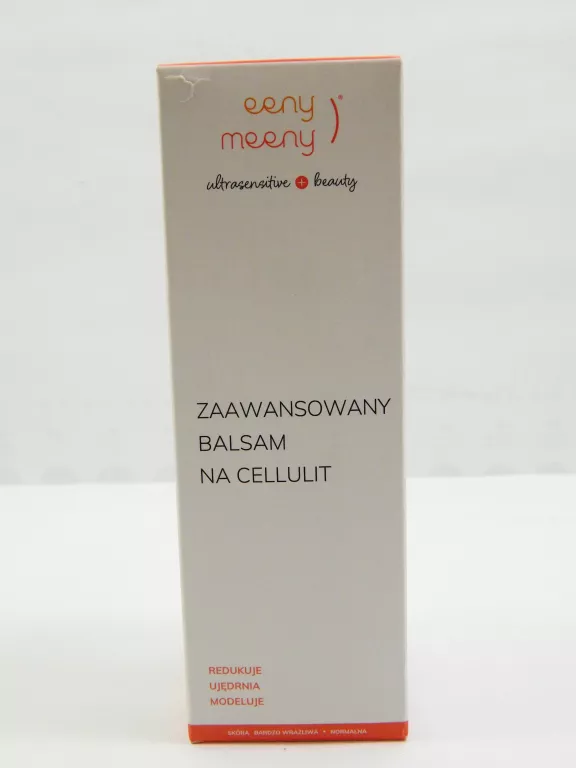 eeny
meeny )®
ultrasensitive + beauty
ZAAWANSOWANY
BALSAM
NA CELLULIT
REDUKUJE
UJĘDRNIA
MODELUJE
SKÓRA BARDZO WRAŻLIWA • NORMALNA